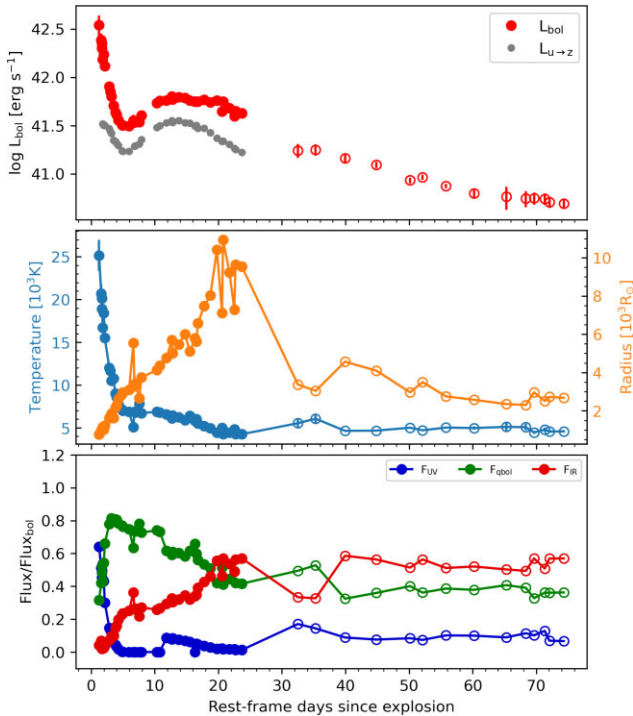 42.5
42.0
41.5
41.0
log L_bol [erg s⁻¹]
L_bol
L_u→z
25
20
15
10
5
Temperature [10³K]
10
8
6
4
2
Radius [10³R⊙]
1.2
1.0
0.8
0.6
0.4
0.2
0.0
Flux/Flux_bol
F_UV F_qbol F_IR
0 10 20 30 40 50 60 70
Rest-frame days since explosion